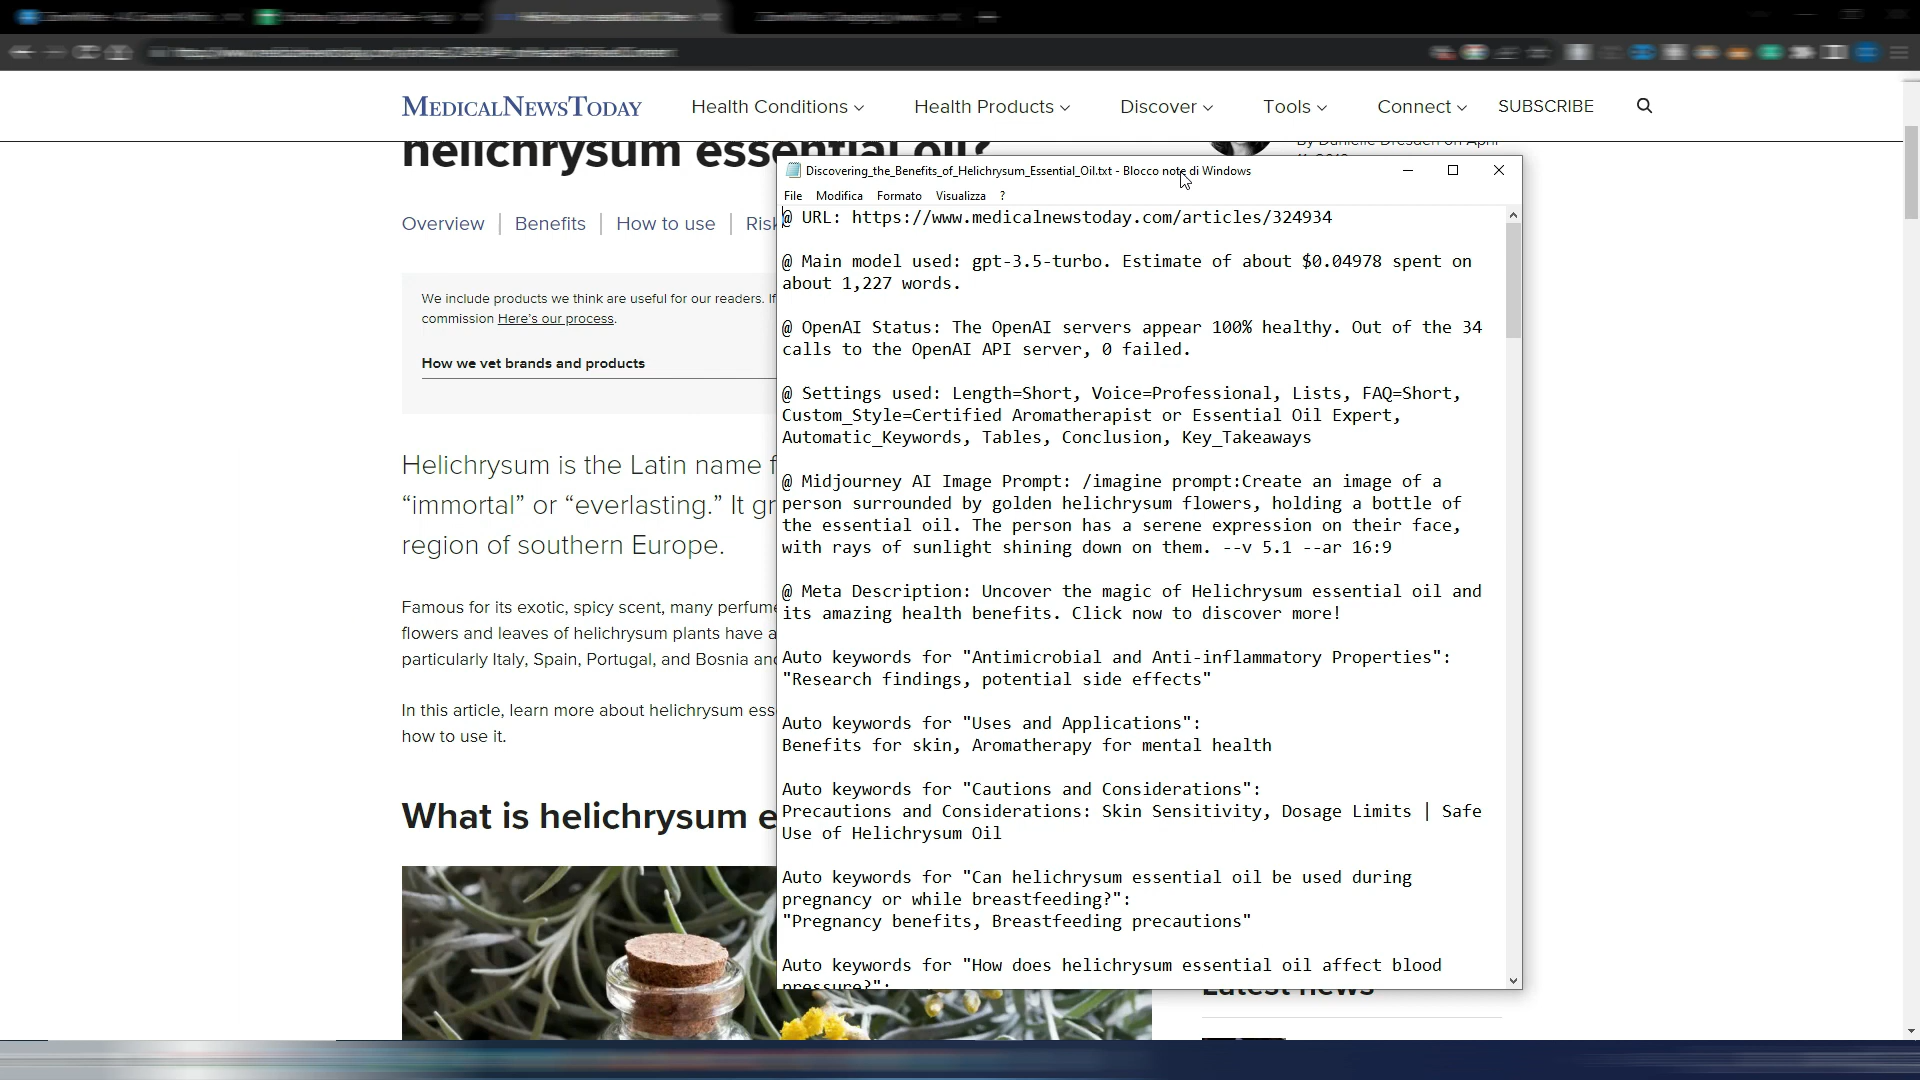 MEDICALNEWSTODAY
Health Conditions
Health Products
Discover
Tools
Connect
SUBSCRIBE
helichrysum essential oil?
By Danielle Dresden on April
Overview
Benefits
How to use
We include products we think are useful for our readers. If
commission Here's our process.
How we vet brands and products
Helichrysum is the Latin name
“immortal” or “everlasting.” It
region of southern Europe.
Famous for its exotic, spicy scent, many
flowers and leaves of helichrysum plants have
particularly Italy, Spain, Portugal, and Bosnia
In this article, learn more about helichrysum
how to use it.
What is helichrysum
Discovering_the_Benefits_of_Helichrysum_Essential_Oil.txt - Blocco note di Windows
File Modifica Formato Visualizza ?
@ URL: https://www.medicalnewstoday.com/articles/324934
@ Main model used: gpt-3.5-turbo. Estimate of about $0.04978 spent on
about 1,227 words.
@ OpenAI Status: The OpenAI servers appear 100% healthy. Out of the 34
calls to the OpenAI API server, 0 failed.
@ Settings used: Length=Short, Voice=Professional, Lists, FAQ=Short,
Custom_Style=Certified Aromatherapist or Essential Oil Expert,
Automatic_Keywords, Tables, Conclusion, Key_Takeaways
@ Midjourney AI Image Prompt: /imagine prompt:Create an image of a
person surrounded by golden helichrysum flowers, holding a bottle of
the essential oil. The person has a serene expression on their face,
with rays of sunlight shining down on them. --v 5.1 --ar 16:9
@ Meta Description: Uncover the magic of Helichrysum essential oil and
its amazing health benefits. Click now to discover more!
Auto keywords for "Antimicrobial and Anti-inflammatory Properties":
"Research findings, potential side effects"
Auto keywords for "Uses and Applications":
Benefits for skin, Aromatherapy for mental health
Auto keywords for "Cautions and Considerations":
Precautions and Considerations: Skin Sensitivity, Dosage Limits | Safe
Use of Helichrysum Oil
Auto keywords for "Can helichrysum essential oil be used during
pregnancy or while breastfeeding?":
"Pregnancy benefits, Breastfeeding precautions"
Auto keywords for "How does helichrysum essential oil affect blood
pressure?":
Latest news